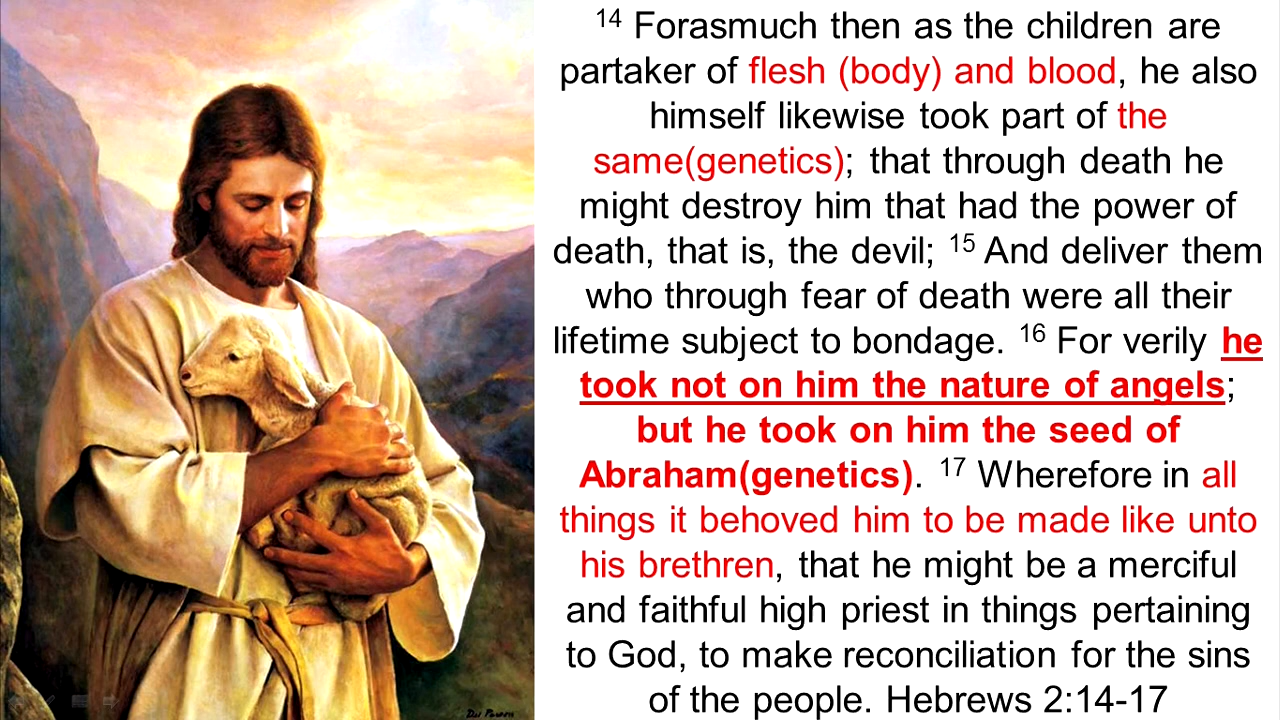 14 Forasmuch then as the children are
partaker of flesh (body) and blood, he also
himself likewise took part of the
same(genetics); that through death he
might destroy him that had the power of
death, that is, the devil; 15 And deliver them
who through fear of death were all their
lifetime subject to bondage. 16 For verily he
took not on him the nature of angels;
but he took on him the seed of
Abraham(genetics). 17 Wherefore in all
things it behoved him to be made like unto
his brethren, that he might be a merciful
and faithful high priest in things pertaining
to God, to make reconciliation for the sins
of the people. Hebrews 2:14-17